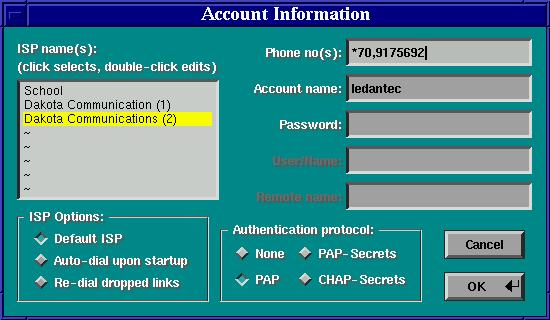 Account Information
ISP name(s):
(click selects, double-click edits)
School
Dakota Communication (1)
Dakota Communications (2)
~
~
~
~
~
Phone no(s): *70,9175692
Account name: ledantec
Password:
User/Name:
Remote name:
ISP Options:
Default ISP
Auto-dial upon startup
Re-dial dropped links
Authentication protocol:
None PAP-Secrets
PAP CHAP-Secrets
Cancel
OK